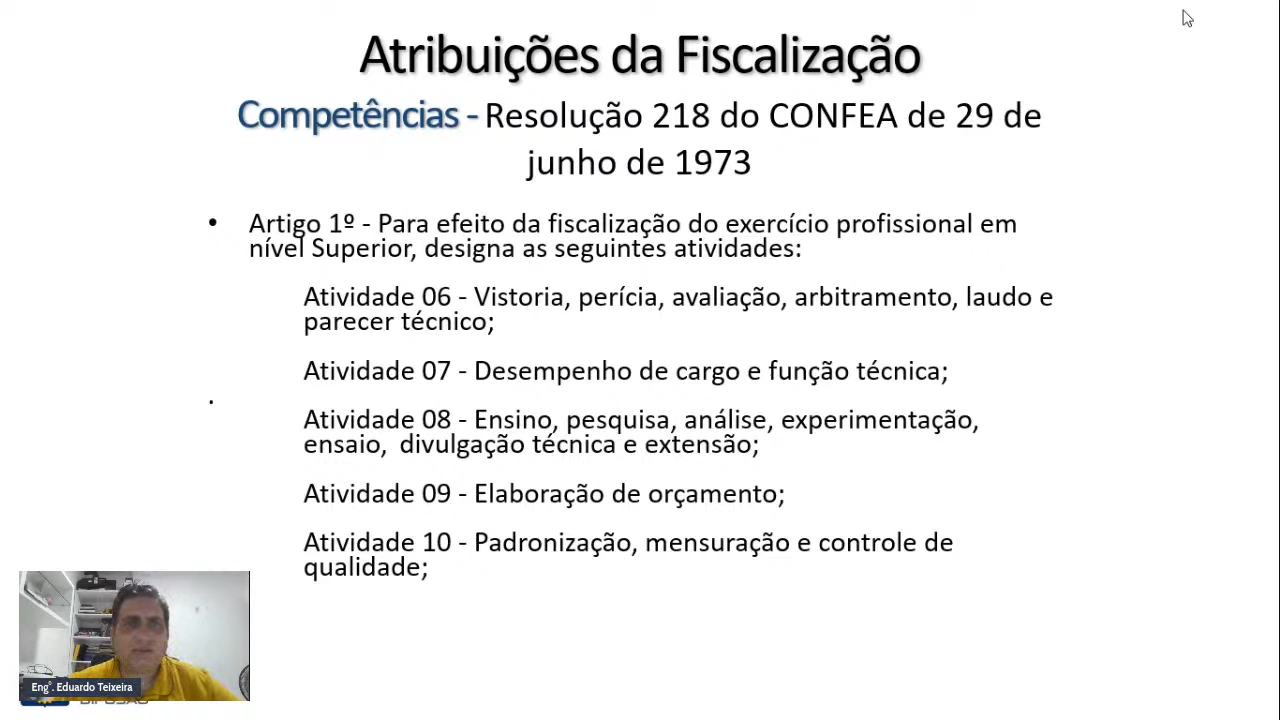 Atribuições da Fiscalização
Competências - Resolução 218 do CONFEA de 29 de
junho de 1973
• Artigo 1º - Para efeito da fiscalização do exercício profissional em
nível Superior, designa as seguintes atividades:
Atividade 06 - Vistoria, perícia, avaliação, arbitramento, laudo e
parecer técnico;
Atividade 07 - Desempenho de cargo e função técnica;
.
Atividade 08 - Ensino, pesquisa, análise, experimentação,
ensaio,  divulgação técnica e extensão;
Atividade 09 - Elaboração de orçamento;
Atividade 10 - Padronização, mensuração e controle de
qualidade;
Eng°. Eduardo Teixeira